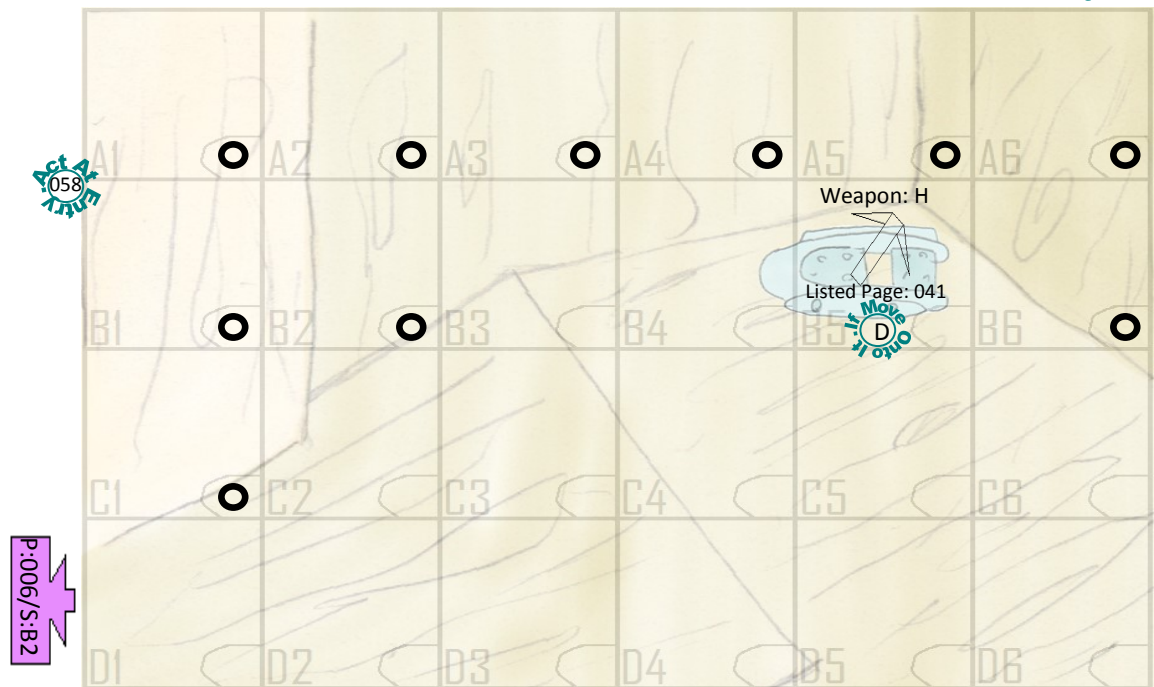 A1 A2 A3 A4 A5 A6
Act At Entry.
058
Weapon: H
Listed Page: 041
B1 B2 B3 B4 B5 B6
If Move Onto It.
D
C1 C2 C3 C4 C5 C6
P:006/S:B2
D1 D2 D3 D4 D5 D6